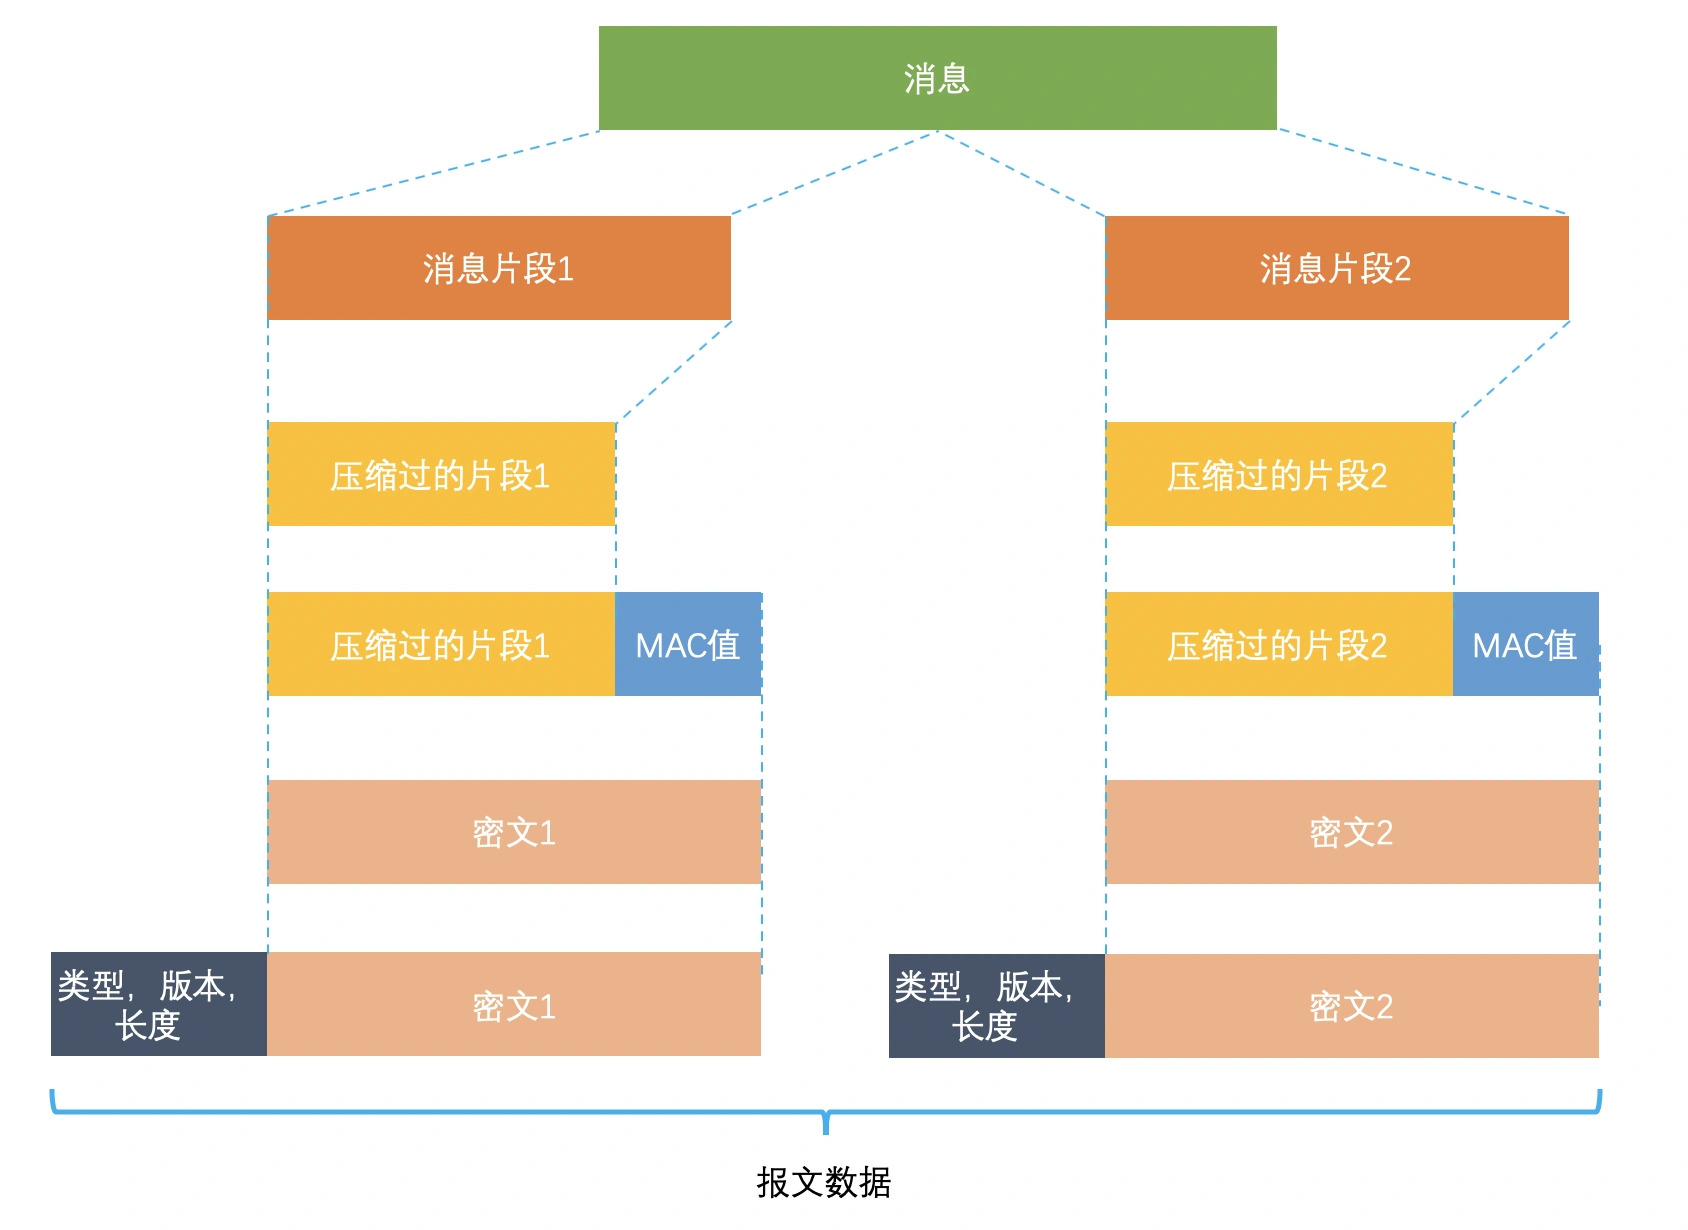 消息
消息片段1
消息片段2
压缩过的片段1
压缩过的片段2
压缩过的片段1
MAC值
压缩过的片段2
MAC值
密文1
密文2
类型，版本，
长度
密文1
类型，版本，
长度
密文2
报文数据